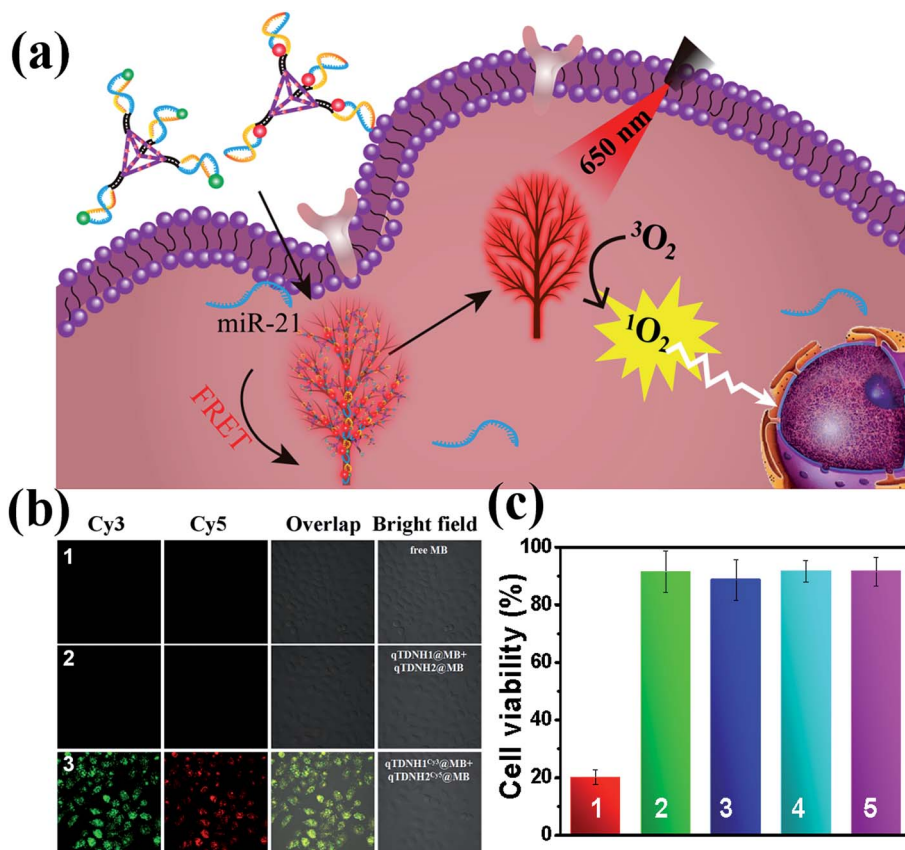 (a)
650 nm
³O₂
¹O₂
miR-21
FRET
(b)
Cy3 Cy5 Overlap Bright field
1
free MB
2
qTDNH1@MB+
qTDNH2@MB
3
qTDNH1ᶜʸ³@MB+
qTDNH2ᶜʸ⁵@MB
(c)
Cell viability (%)
100
80
60
40
20
0
1 2 3 4 5